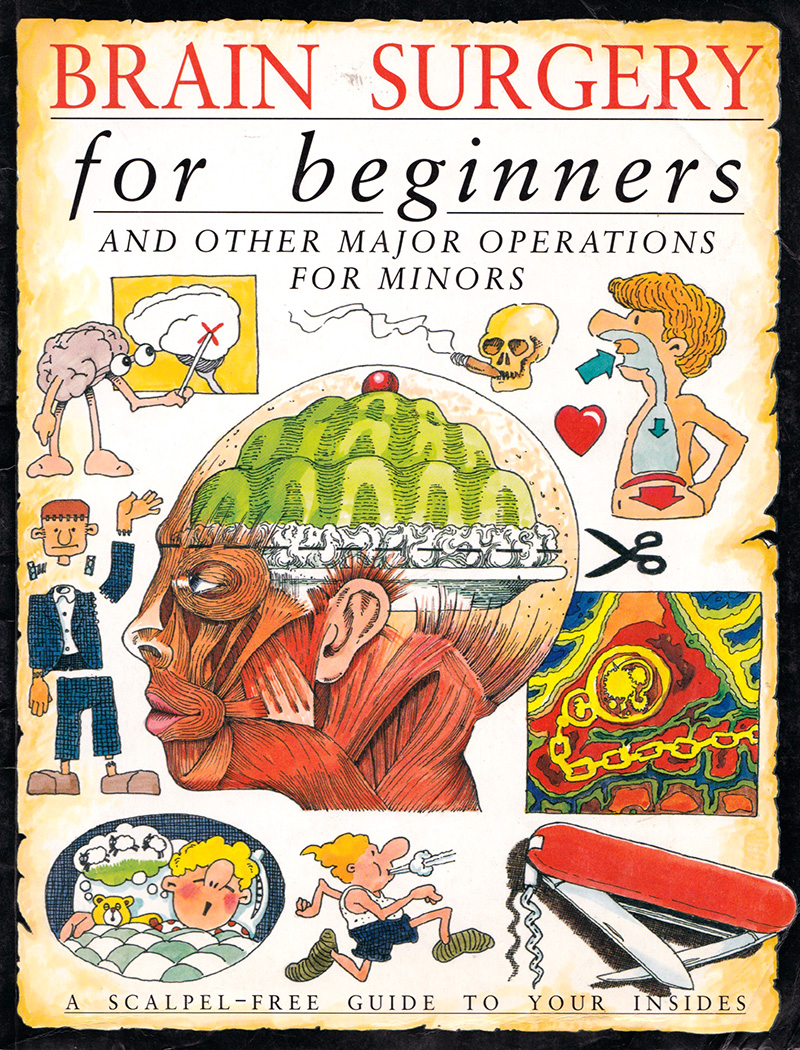 BRAIN SURGERY
for beginners
AND OTHER MAJOR OPERATIONS
FOR MINORS
A SCALPEL-FREE GUIDE TO YOUR INSIDES